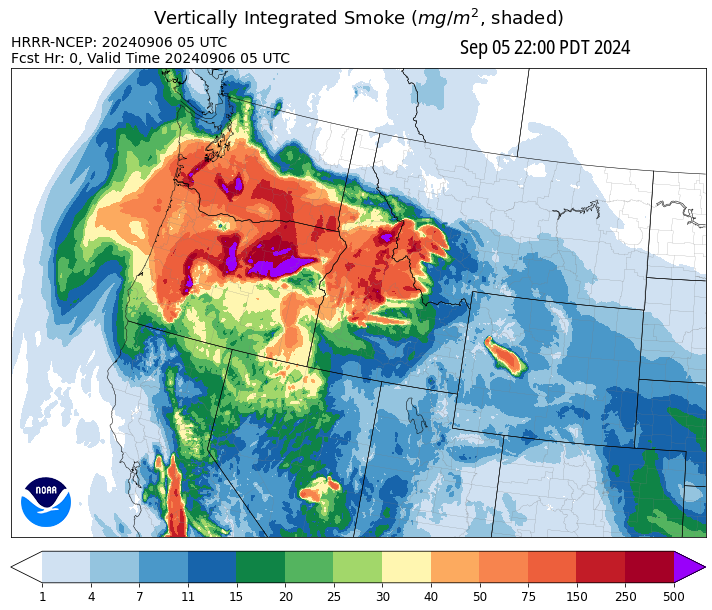 Vertically Integrated Smoke (mg/m², shaded)
HRRR-NCEP: 20240906 05 UTC
Sep 05 22:00 PDT 2024
Fcst Hr: 0, Valid Time 20240906 05 UTC
NOAA
1 4 7 11 15 20 25 30 40 50 75 150 250 500